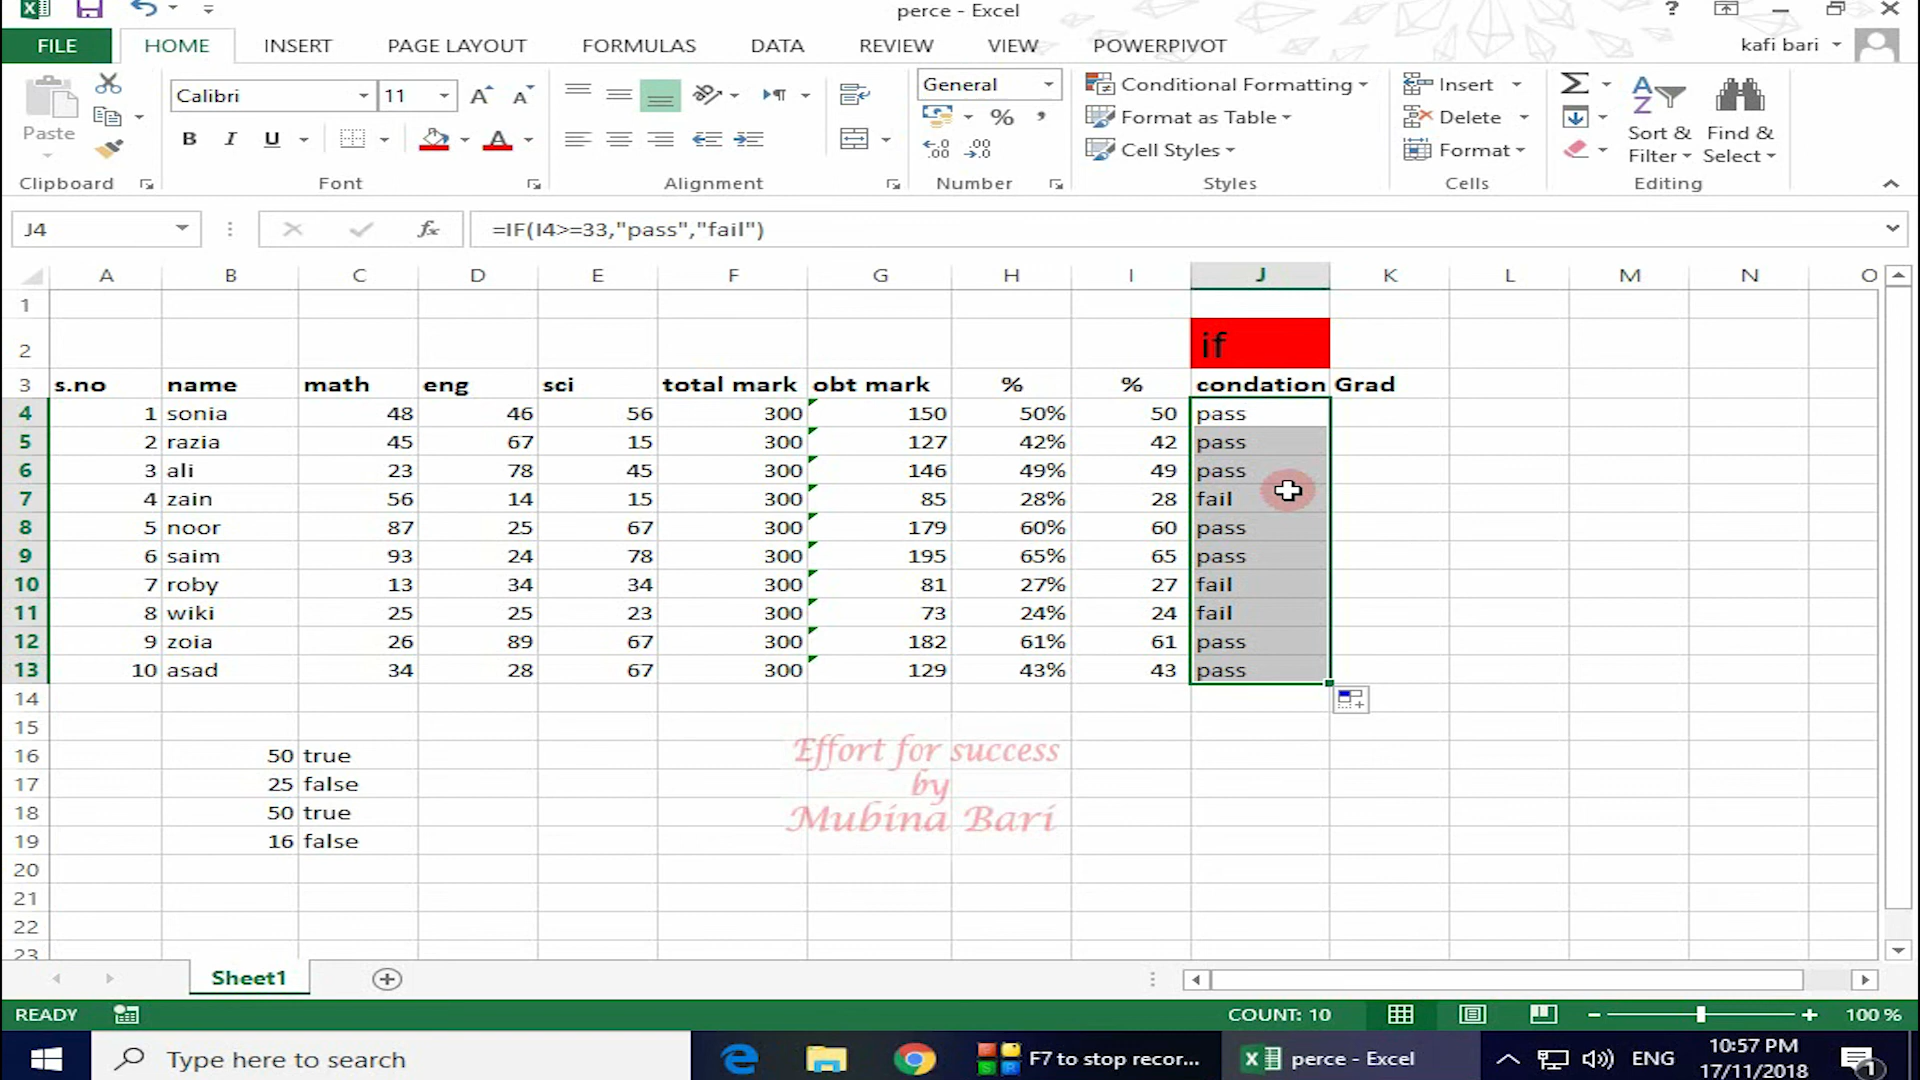 perce - Excel
?
FILE HOME INSERT PAGE LAYOUT FORMULAS DATA REVIEW VIEW POWERPIVOT kafi bari
Paste Calibri 11 General Conditional Formatting Insert
B I U % , Format as Table Delete
Cell Styles Format
Sort & Filter
Find & Select
Clipboard Font Alignment Number Styles Cells Editing
J4 fx =IF(I4>=33,"pass","fail")
A B C D E F G H I J K L M N O
1
2 if
3 s.no name math eng sci total mark obt mark % % condation Grad
4 1 sonia 48 46 56 300 150 50% 50 pass
5 2 razia 45 67 15 300 127 42% 42 pass
6 3 ali 23 78 45 300 146 49% 49 pass
7 4 zain 56 14 15 300 85 28% 28 fail
8 5 noor 87 25 67 300 179 60% 60 pass
9 6 saim 93 24 78 300 195 65% 65 pass
10 7 roby 13 34 34 300 81 27% 27 fail
11 8 wiki 25 25 23 300 73 24% 24 fail
12 9 zoia 26 89 67 300 182 61% 61 pass
13 10 asad 34 28 67 300 129 43% 43 pass
14
15
16 50 true
17 25 false
18 50 true
19 16 false
20
21
22
23
Effort for success
by
Mubina Bari
Sheet1
READY COUNT: 10 100 %
Type here to search F7 to stop recor... perce - Excel ENG 10:57 PM
17/11/2018 1